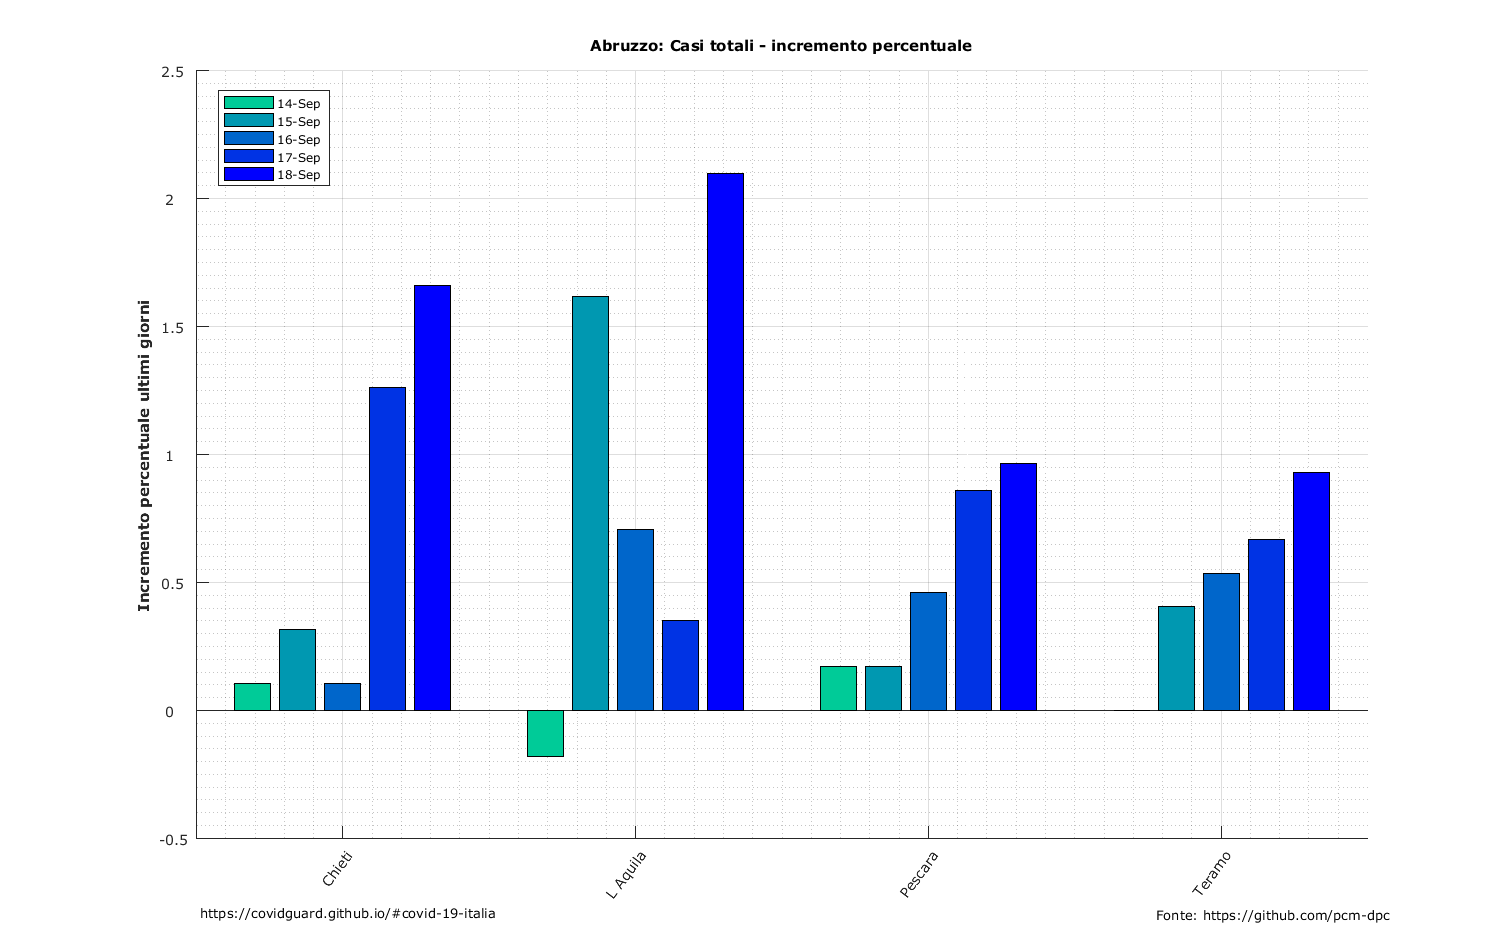 Abruzzo: Casi totali - incremento percentuale
2.5
2
1.5
1
0.5
0
-0.5
Incremento percentuale ultimi giorni
14-Sep
15-Sep
16-Sep
17-Sep
18-Sep
Chieti
L Aquila
Pescara
Teramo
https://covidguard.github.io/#covid-19-italia
Fonte: https://github.com/pcm-dpc